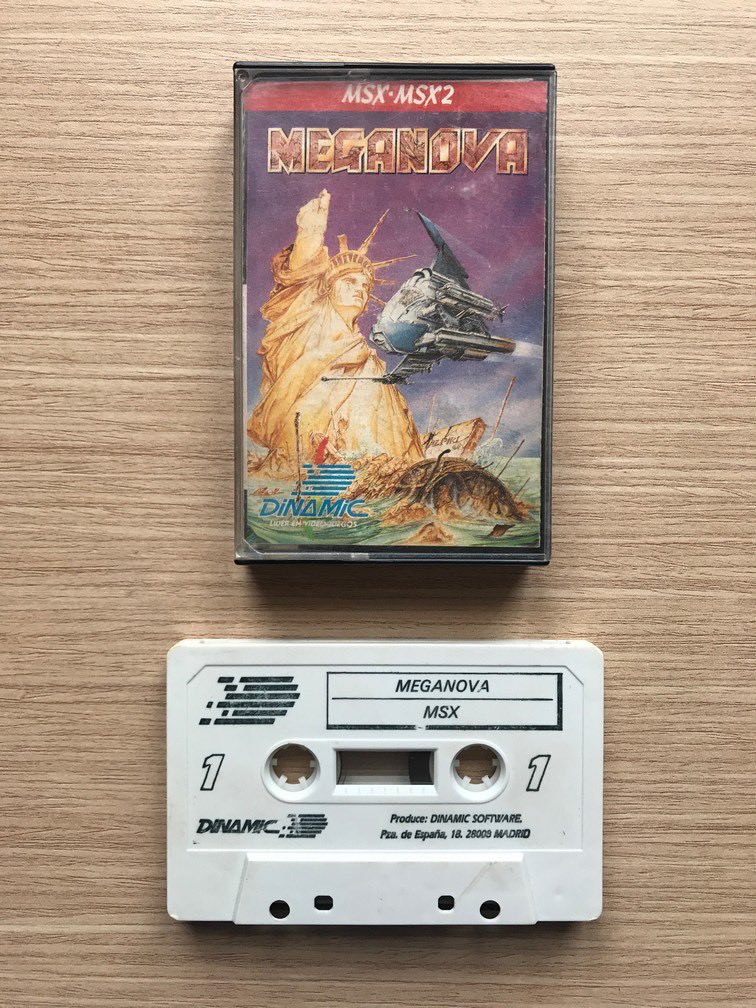 MSX·MSX2
MEGANOVA
DiNAMiC
LIDER EN VIDEOJUEGOS
MEGANOVA
MSX
1
1
DINAMIC
Produce: DINAMIC SOFTWARE.
Pza. de España, 18. 28009 MADRID